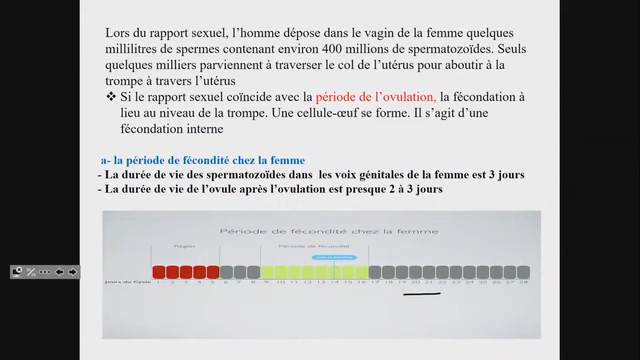 Lors du rapport sexuel, l’homme dépose dans le vagin de la femme quelques
millilitres de spermes contenant environ 400 millions de spermatozoïdes. Seuls
quelques milliers parviennent à traverser le col de l’utérus pour aboutir à la
trompe à travers l’utérus
❖ Si le rapport sexuel coïncide avec la période de l’ovulation, la fécondation à
lieu au niveau de la trompe. Une cellule-œuf se forme. Il s’agit d’une
fécondation interne
a- la période de fécondité chez la femme
- La durée de vie des spermatozoïdes dans les voix génitales de la femme est 3 jours
- La durée de vie de l’ovule après l’ovulation est presque 2 à 3 jours
Période de fécondité chez la femme
Règles Période de fécondité
Jours du Cycle 1 2 3 4 5 6 7 8 9 10 11 12 13 14 15 16 17 18 19 20 21 22 23 24 25 26 27 28